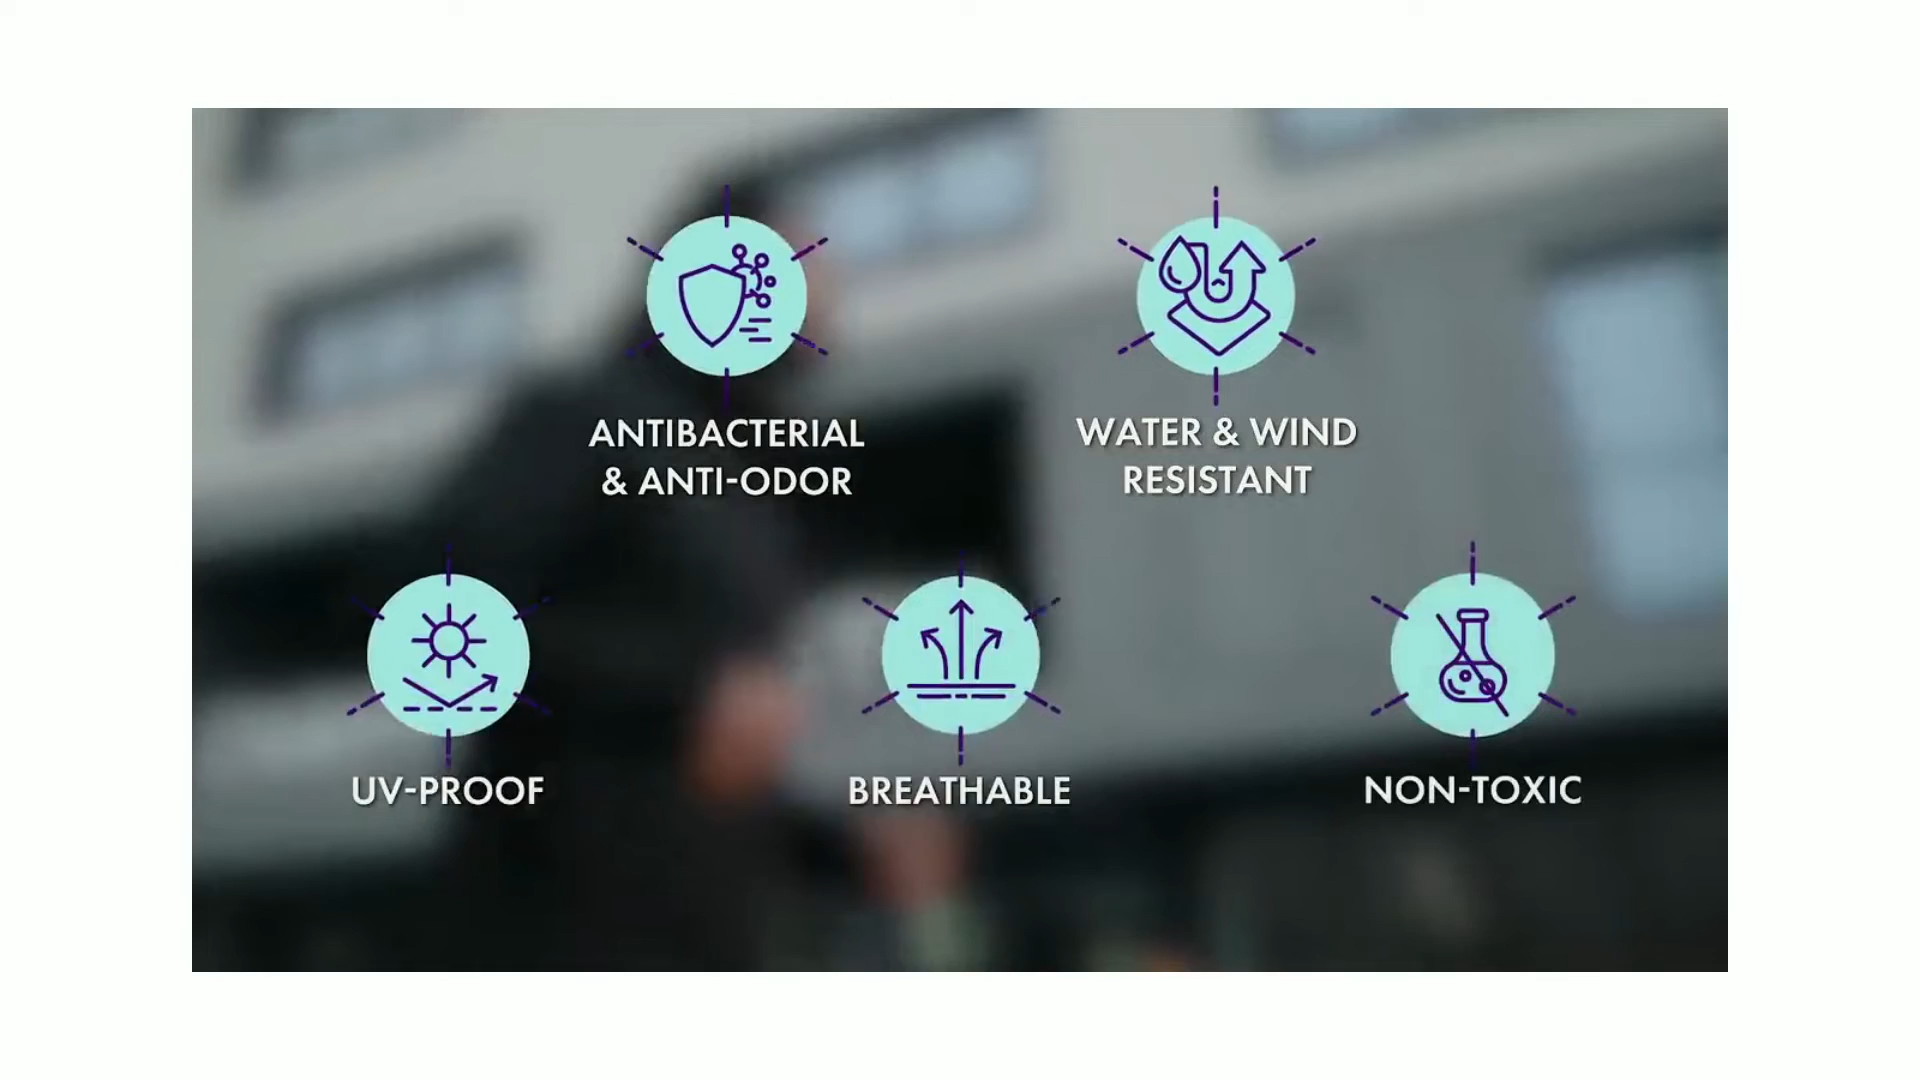 ANTIBACTERIAL
& ANTI-ODOR
WATER & WIND
RESISTANT
UV-PROOF
BREATHABLE
NON-TOXIC